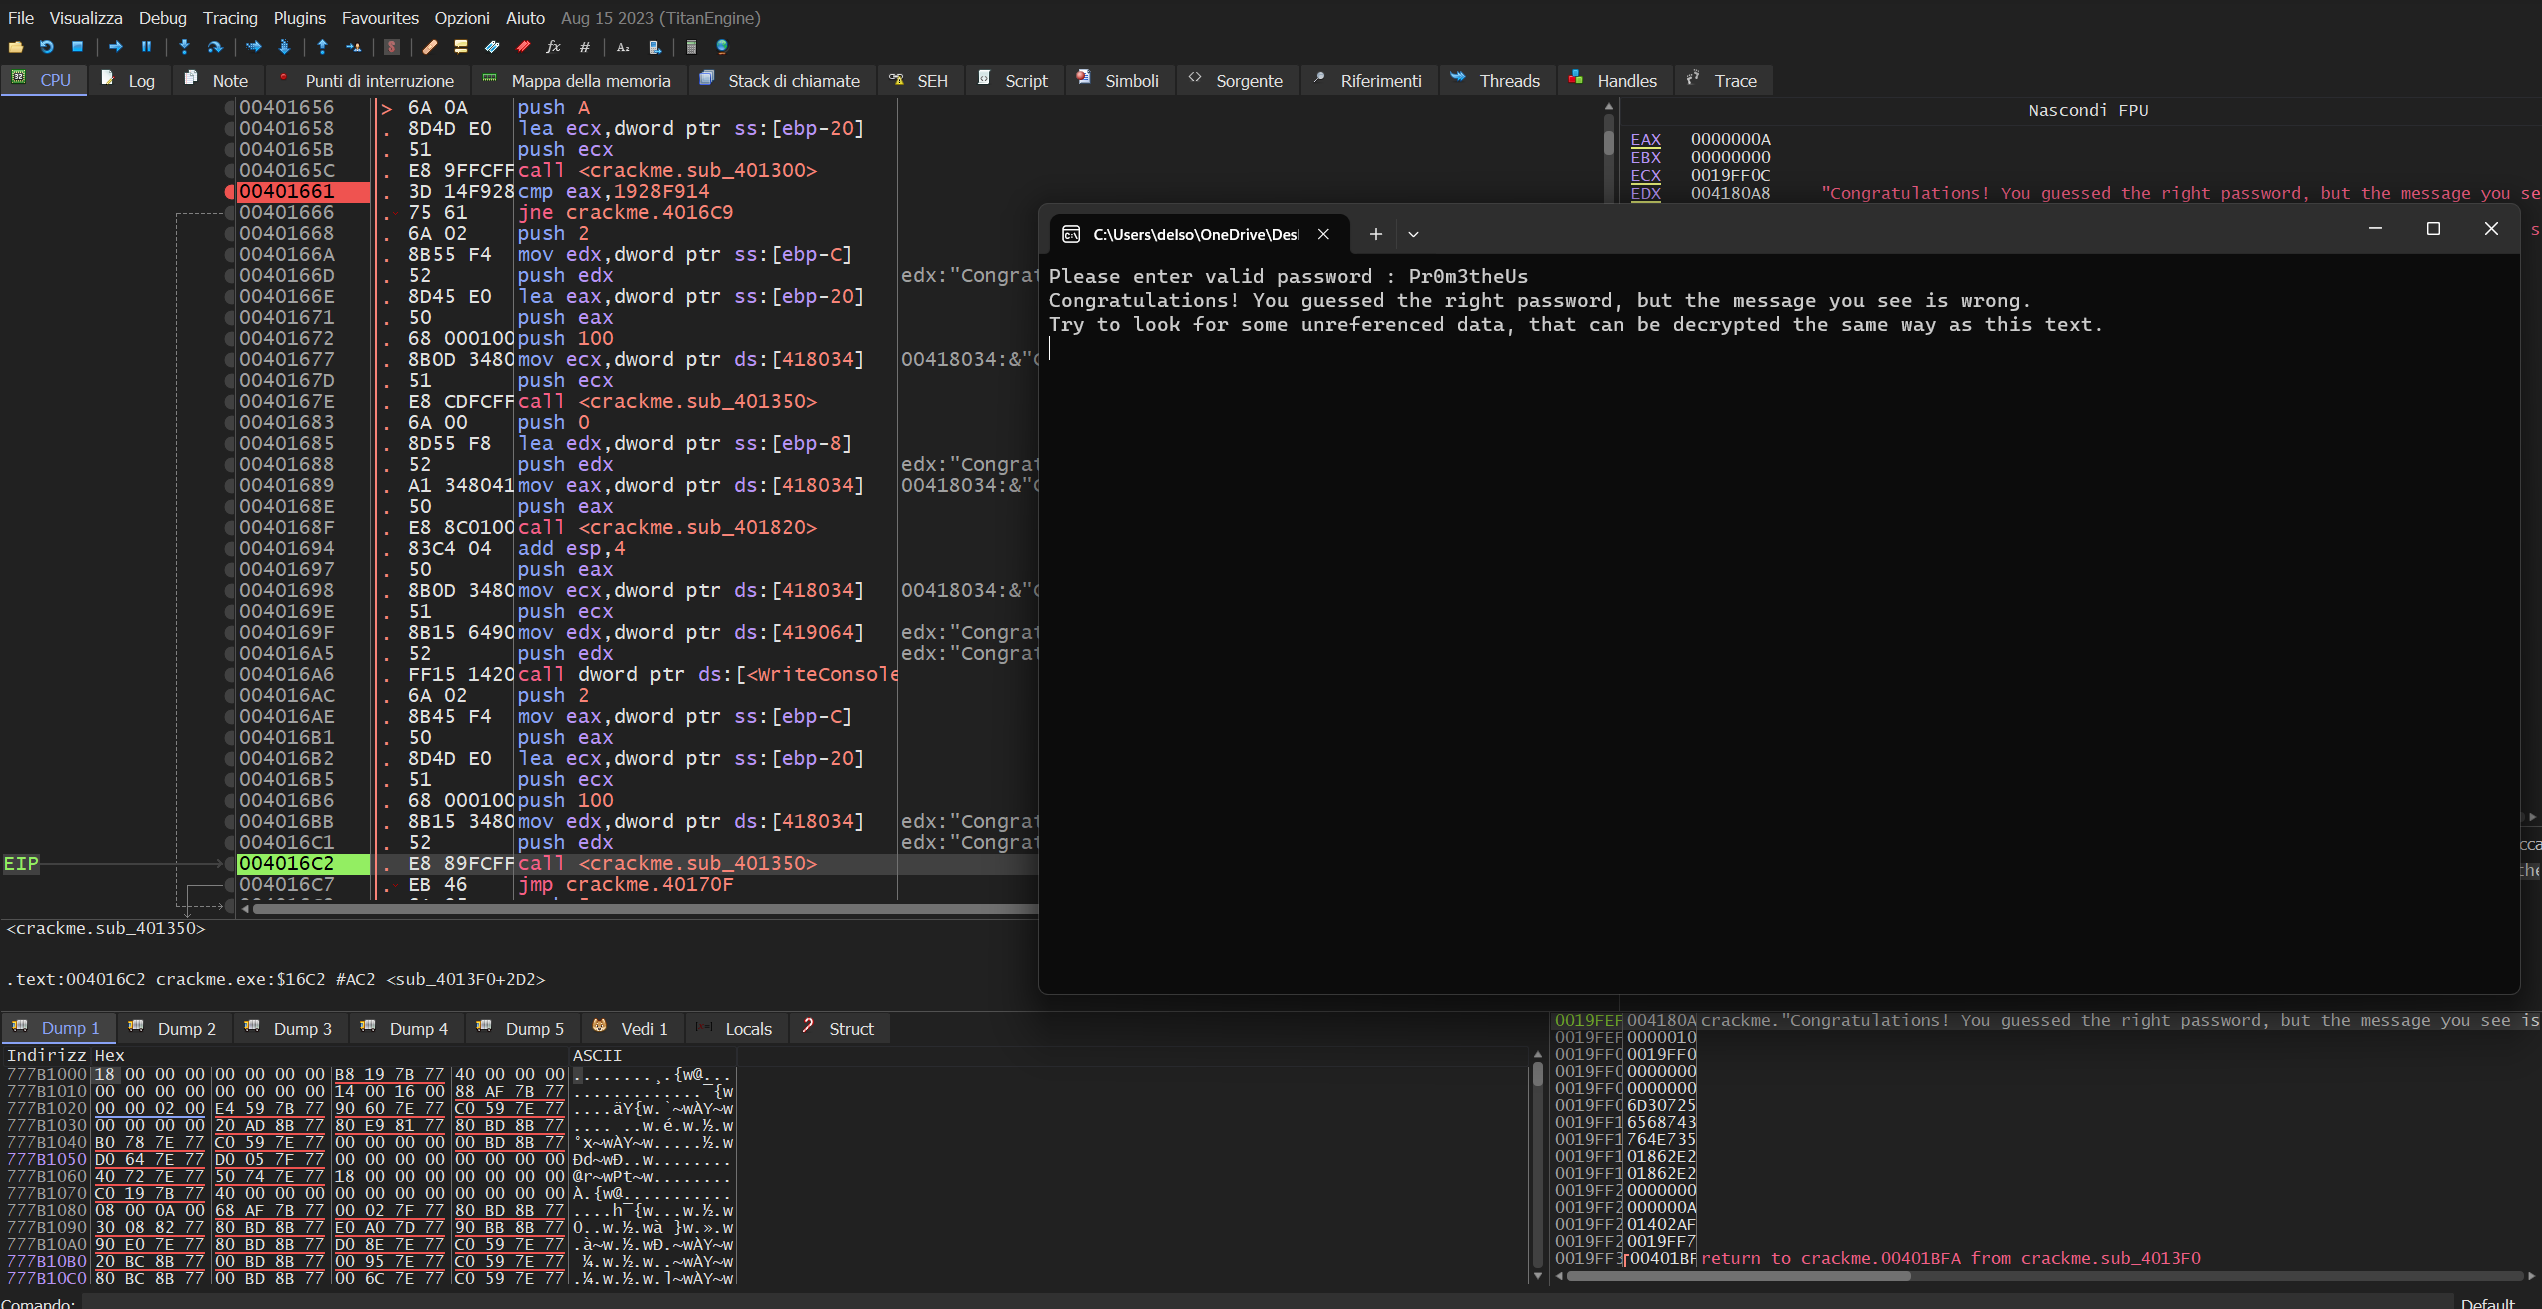 File Visualizza Debug Tracing Plugins Favourites Opzioni Aiuto Aug 15 2023 (TitanEngine)
CPU Log Note Punti di interruzione Mappa della memoria Stack di chiamate SEH Script Simboli Sorgente Riferimenti Threads Handles Trace
00401656 > 6A 0A push A
00401658 . 8D4D E0 lea ecx,dword ptr ss:[ebp-20]
0040165B . 51 push ecx
0040165C . E8 9FFCFF call <crackme.sub_401300>
00401661 . 3D 14F928 cmp eax,1928F914
00401666 . 75 61 jne crackme.4016C9
00401668 . 6A 02 push 2
0040166A . 8B55 F4 mov edx,dword ptr ss:[ebp-C]
0040166D . 52 push edx edx:"Congrat
0040166E . 8D45 E0 lea eax,dword ptr ss:[ebp-20]
00401671 . 50 push eax
00401672 . 68 000100 push 100
00401677 . 8B0D 3480 mov ecx,dword ptr ds:[418034] 00418034:&"C
0040167D . 51 push ecx
0040167E . E8 CDFCFF call <crackme.sub_401350>
00401683 . 6A 00 push 0
00401685 . 8D55 F8 lea edx,dword ptr ss:[ebp-8]
00401688 . 52 push edx edx:"Congrat
00401689 . A1 348041 mov eax,dword ptr ds:[418034] 00418034:&"C
0040168E . 50 push eax
0040168F . E8 8C0100 call <crackme.sub_401820>
00401694 . 83C4 04 add esp,4
00401697 . 50 push eax
00401698 . 8B0D 3480 mov ecx,dword ptr ds:[418034] 00418034:&"C
0040169E . 51 push ecx
0040169F . 8B15 6490 mov edx,dword ptr ds:[419064] edx:"Congrat
004016A5 . 52 push edx edx:"Congrat
004016A6 . FF15 1420 call dword ptr ds:[<WriteConsole
004016AC . 6A 02 push 2
004016AE . 8B45 F4 mov eax,dword ptr ss:[ebp-C]
004016B1 . 50 push eax
004016B2 . 8D4D E0 lea ecx,dword ptr ss:[ebp-20]
004016B5 . 51 push ecx
004016B6 . 68 000100 push 100
004016BB . 8B15 3480 mov edx,dword ptr ds:[418034] edx:"Congrat
004016C1 . 52 push edx edx:"Congrat
EIP 004016C2 . E8 89FCFF call <crackme.sub_401350>
004016C7 . EB 46 jmp crackme.40170F
Nascondi FPU
EAX 0000000A
EBX 00000000
ECX 0019FF0C
EDX 004180A8 "Congratulations! You guessed the right password, but the message you se
C:\Users\delso\OneDrive\Des
Please enter valid password : Pr0m3theUs
Congratulations! You guessed the right password, but the message you see is wrong.
Try to look for some unreferenced data, that can be decrypted the same way as this text.
<crackme.sub_401350>
.text:004016C2 crackme.exe:$16C2 #AC2 <sub_4013F0+2D2>
Dump 1 Dump 2 Dump 3 Dump 4 Dump 5 Vedi 1 Locals Struct
Indirizz Hex ASCII
777B1000 18 00 00 00 00 00 00 00 B8 19 7B 77 40 00 00 00 ........¸.{w@...
777B1010 00 00 00 00 00 00 00 00 14 00 16 00 88 AF 7B 77 .............¯{w
777B1020 00 00 02 00 E4 59 7B 77 90 60 7E 77 C0 59 7E 77 ....äY{w.`~wÀY~w
777B1030 00 00 00 00 20 AD 8B 77 80 E9 81 77 80 BD 8B 77 .... ..w.é.w.½.w
777B1040 B0 78 7E 77 C0 59 7E 77 00 00 00 00 00 BD 8B 77 °x~wÀY~w.....½.w
777B1050 D0 64 7E 77 D0 05 7F 77 00 00 00 00 00 00 00 00 Ðd~wÐ..w........
777B1060 40 72 7E 77 50 74 7E 77 18 00 00 00 00 00 00 00 @r~wPt~w........
777B1070 C0 19 7B 77 40 00 00 00 00 00 00 00 00 00 00 00 À.{w@...........
777B1080 08 00 0A 00 68 AF 7B 77 00 02 7F 77 80 BD 8B 77 ....h¯{w...w.½.w
777B1090 30 08 82 77 80 BD 8B 77 E0 A0 7D 77 90 BB 8B 77 0..w.½.wà }w.».w
777B10A0 90 E0 7E 77 80 BD 8B 77 D0 8E 7E 77 C0 59 7E 77 .à~w.½.wÐ.~wÀY~w
777B10B0 20 BC 8B 77 00 BD 8B 77 00 95 7E 77 C0 59 7E 77  ¼.w.½.w..~wÀY~w
777B10C0 80 BC 8B 77 00 BD 8B 77 00 6C 7E 77 C0 59 7E 77 .¼.w.½.w.l~wÀY~w
0019FEF 004180A crackme."Congratulations! You guessed the right password, but the message you see is
0019FEF 0000010
0019FF0 0019FF0
0019FF0 0000000
0019FF0 0000000
0019FF0 6D30725
0019FF1 6568743
0019FF1 764E735
0019FF1 01862E2
0019FF1 01862E2
0019FF2 0000000
0019FF2 000000A
0019FF2 01402AF
0019FF2 0019FF7
0019FF3 00401BF return to crackme.00401BFA from crackme.sub_4013F0
Comando: Default